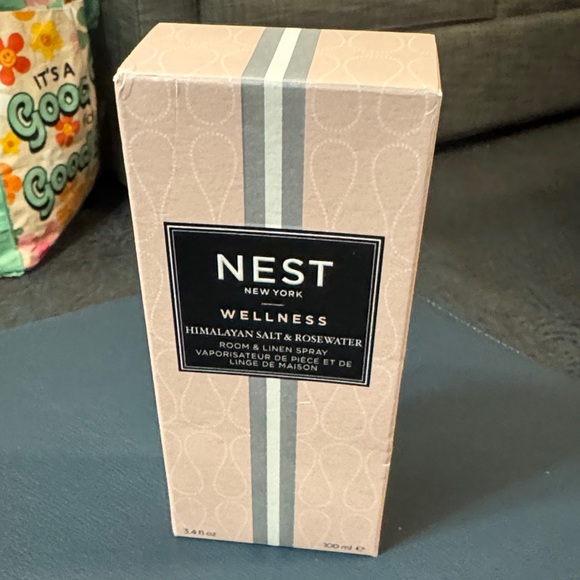 IT'S A
Good
Good
NEST
NEW YORK
WELLNESS
HIMALAYAN SALT & ROSEWATER
ROOM & LINEN SPRAY
VAPORISATEUR DE PIÈCE ET DE
LINGE DE MAISON
3.4 fl oz
100 ml e